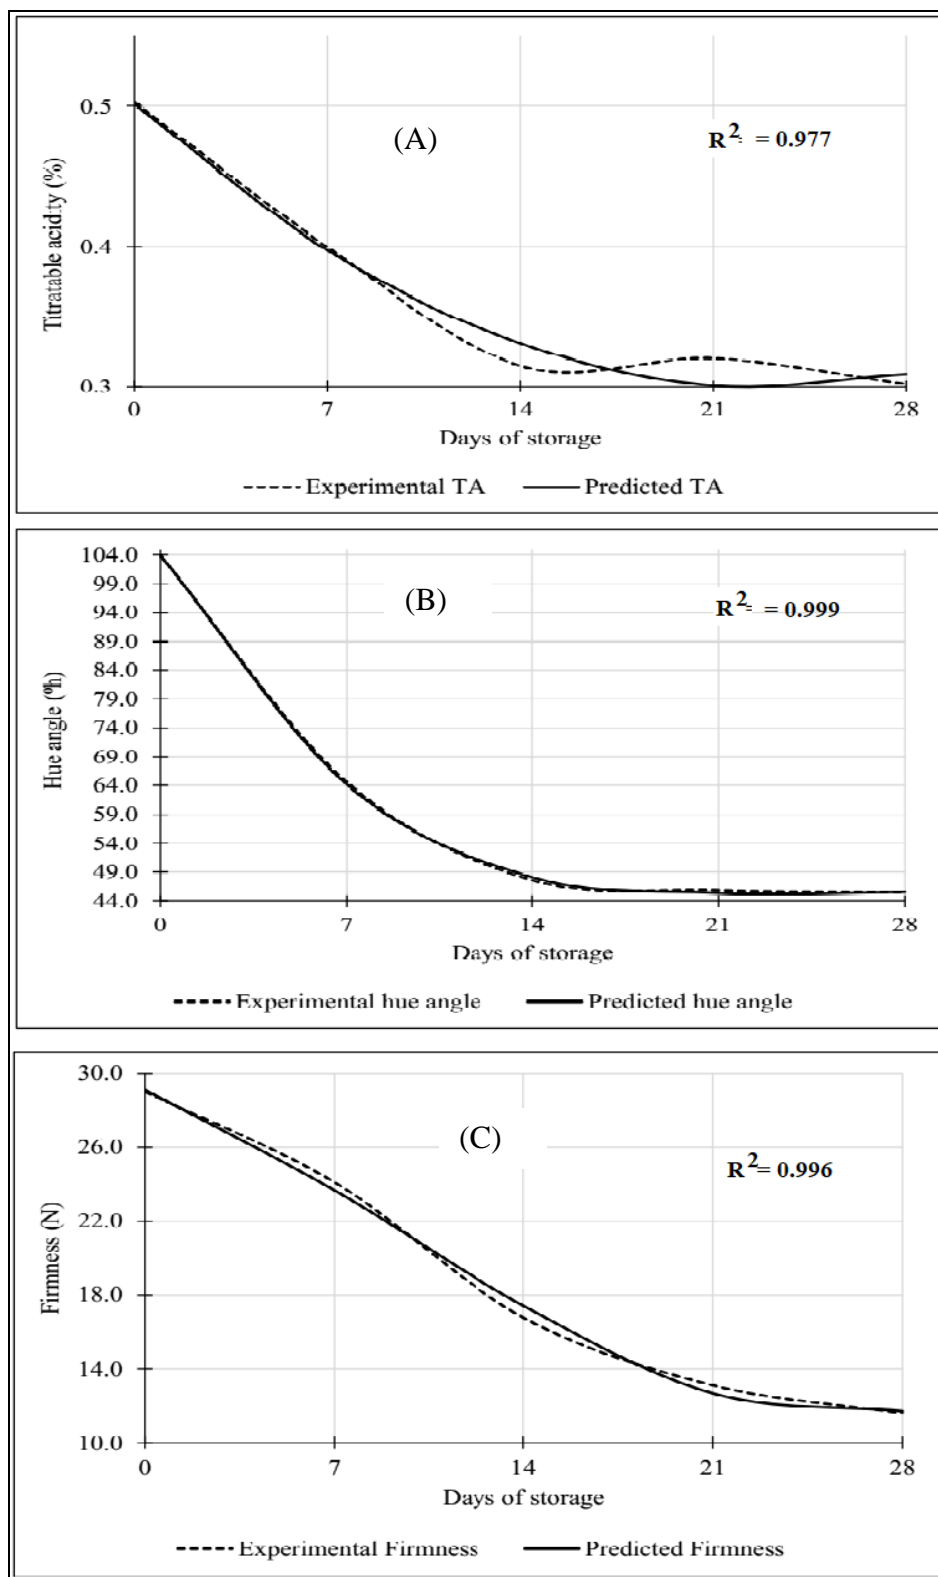 (A)
R²= = 0.977
Titratable acidity (%)
0.5
0.4
0.3
0 7 14 21 28
Days of storage
Experimental TA Predicted TA
(B)
R²= = 0.999
Hue angle (ºh)
104.0
99.0
94.0
89.0
84.0
79.0
74.0
69.0
64.0
59.0
54.0
49.0
44.0
0 7 14 21 28
Days of storage
Experimental hue angle Predicted hue angle
(C)
R²= 0.996
Firmness (N)
30.0
26.0
22.0
18.0
14.0
10.0
0 7 14 21 28
Days of storage
Experimental Firmness Predicted Firmness